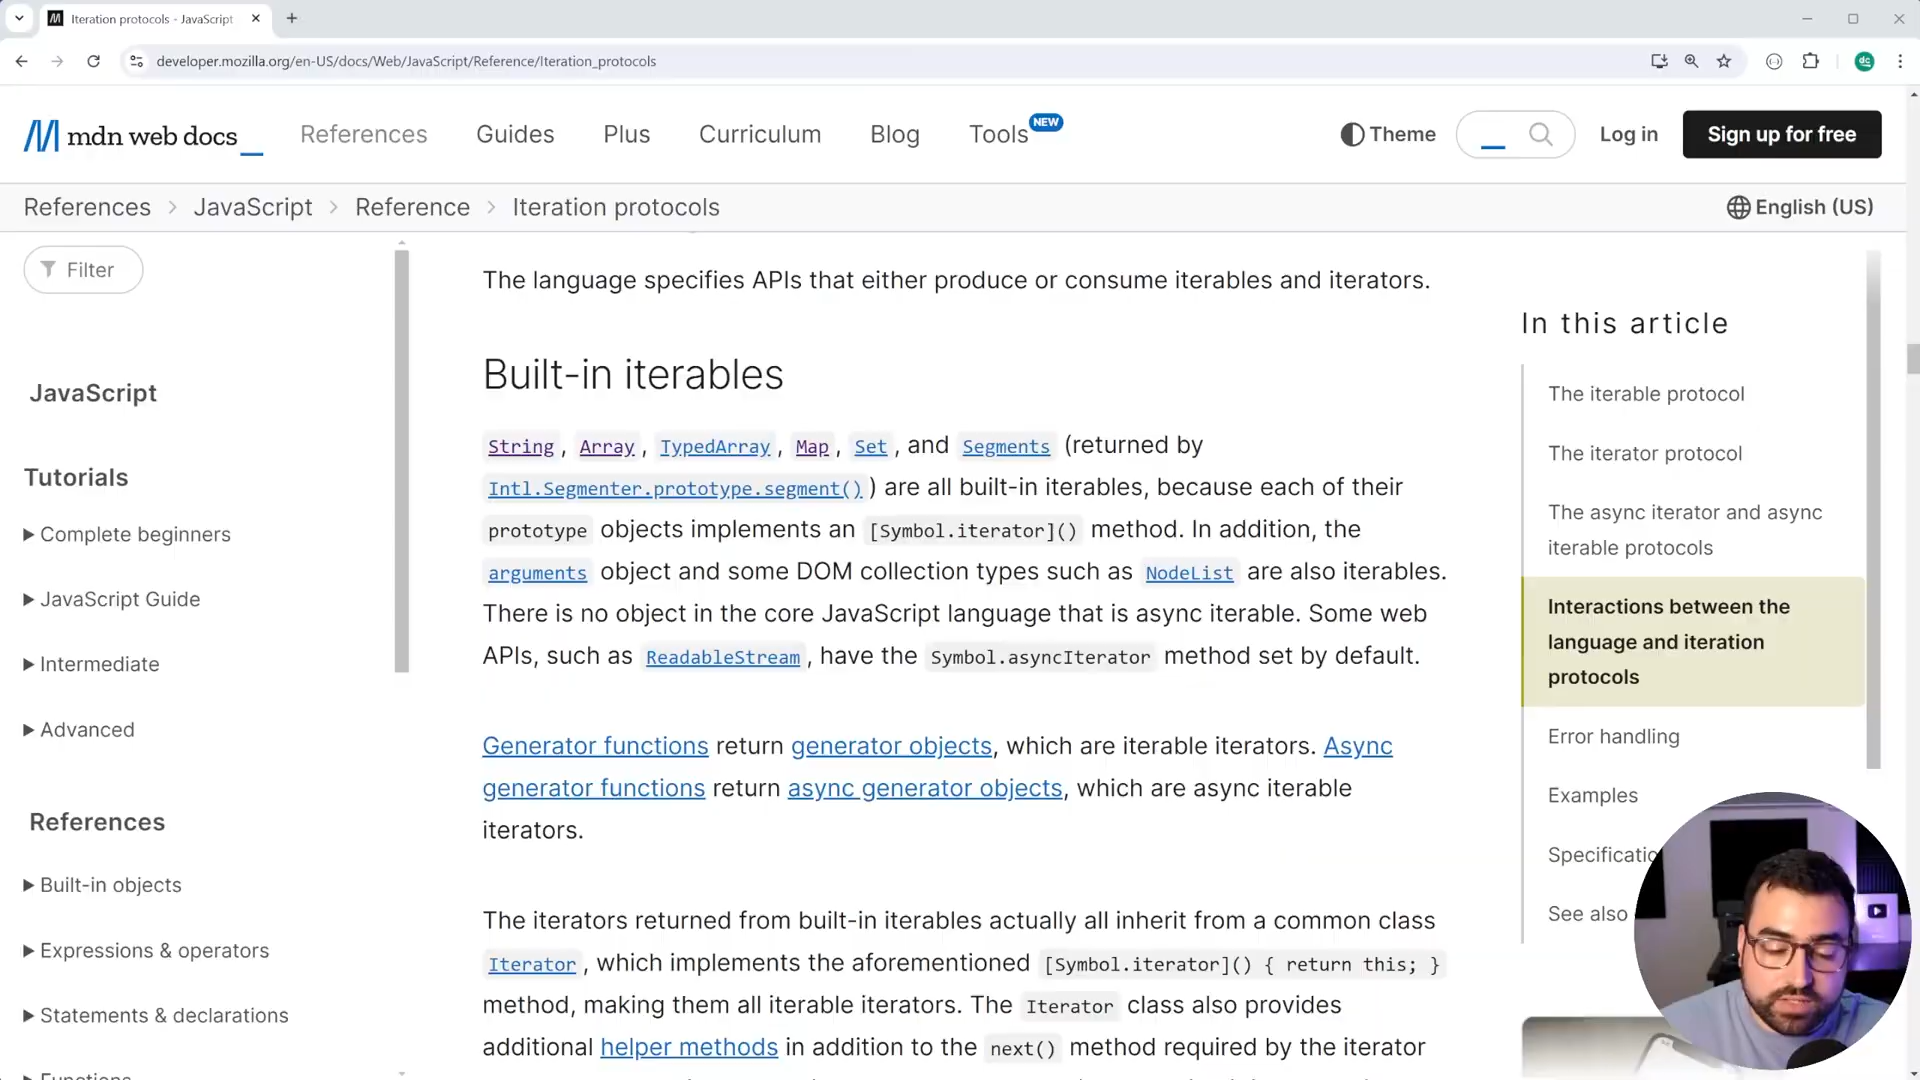 Iteration protocols - JavaScript
developer.mozilla.org/en-US/docs/Web/JavaScript/Reference/Iteration_protocols
dc
mdn web docs_
References
Guides
Plus
Curriculum
Blog
Tools
NEW
Theme
Log in
Sign up for free
References
JavaScript
Reference
Iteration protocols
English (US)
Filter
JavaScript
Tutorials
Complete beginners
JavaScript Guide
Intermediate
Advanced
References
Built-in objects
Expressions & operators
Statements & declarations
Functions
The language specifies APIs that either produce or consume iterables and iterators.
Built-in iterables
String, Array, TypedArray, Map, Set, and Segments (returned by
Intl.Segmenter.prototype.segment()) are all built-in iterables, because each of their
prototype objects implements an [Symbol.iterator]() method. In addition, the
arguments object and some DOM collection types such as NodeList are also iterables.
There is no object in the core JavaScript language that is async iterable. Some web
APIs, such as ReadableStream, have the Symbol.asyncIterator method set by default.
Generator functions return generator objects, which are iterable iterators. Async
generator functions return async generator objects, which are async iterable
iterators.
The iterators returned from built-in iterables actually all inherit from a common class
Iterator, which implements the aforementioned [Symbol.iterator]() { return this; }
method, making them all iterable iterators. The Iterator class also provides
additional helper methods in addition to the next() method required by the iterator
In this article
The iterable protocol
The iterator protocol
The async iterator and async
iterable protocols
Interactions between the
language and iteration
protocols
Error handling
Examples
Specificatio
See also